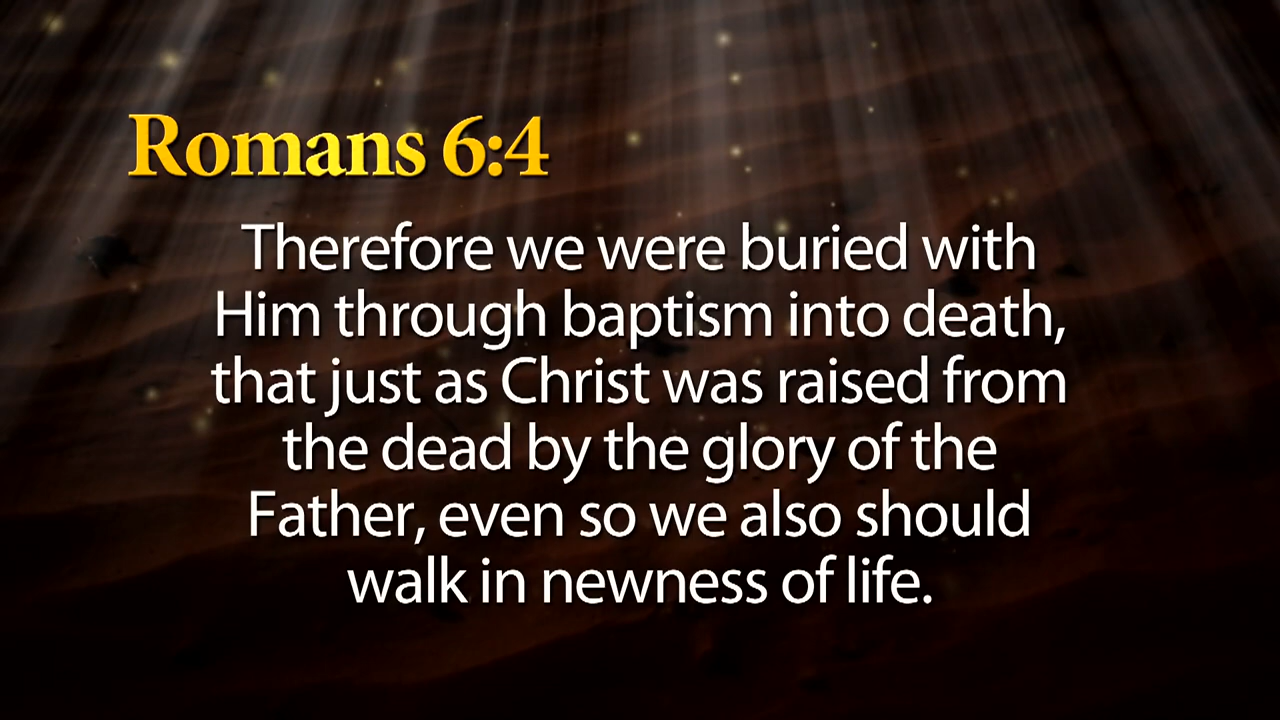 Romans 6:4
Therefore we were buried with
Him through baptism into death,
that just as Christ was raised from
the dead by the glory of the
Father, even so we also should
walk in newness of life.